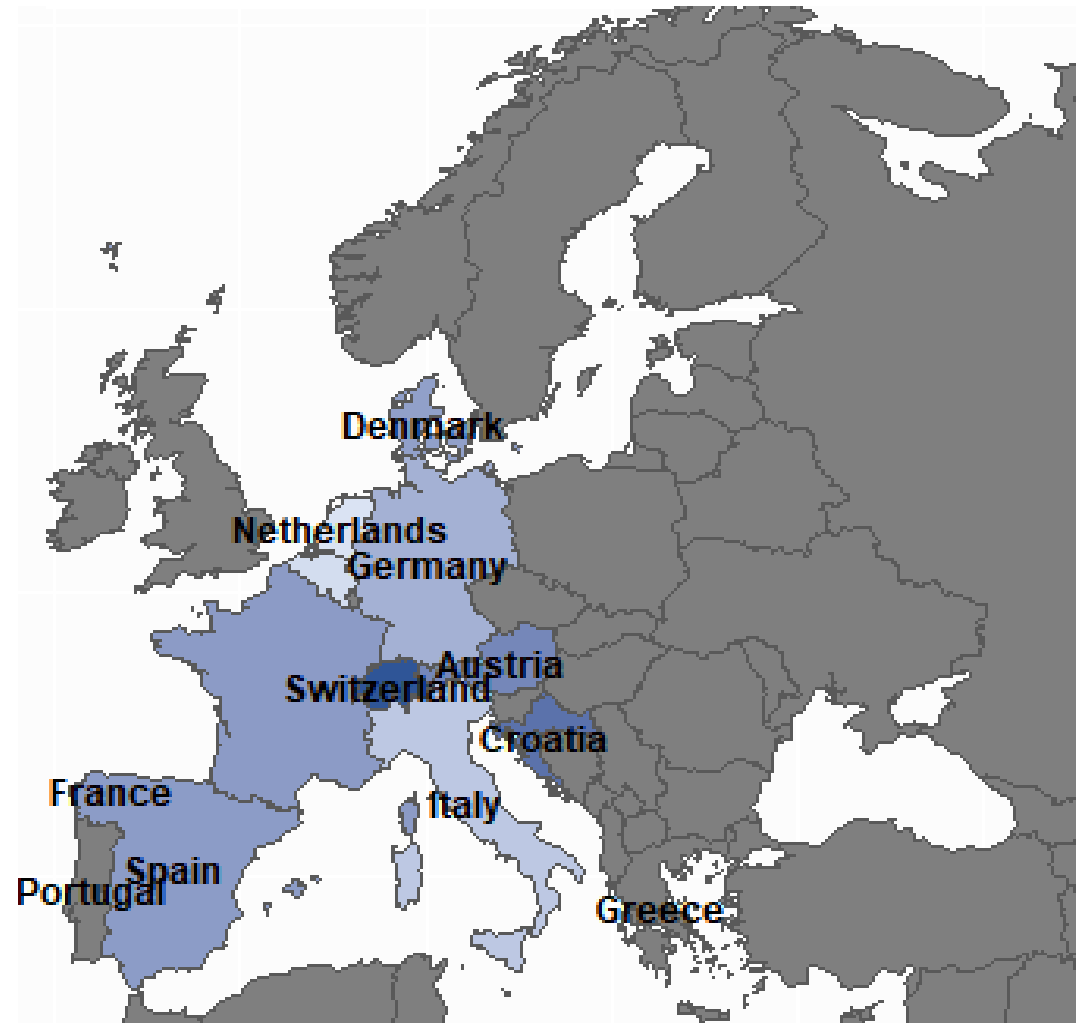 Denmark
Netherlands
Germany
Austria
Switzerland
Croatia
France
Italy
Spain
Portugal
Greece